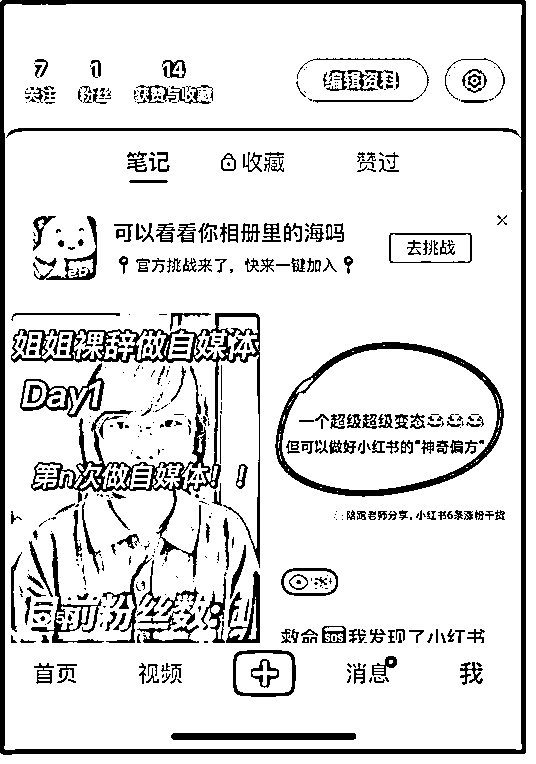 7 1 14
关注 粉丝 获赞与收藏 编辑资料
笔记 收藏 赞过
可以看看你相册里的海吗
官方挑战来了，快来一键加入
去挑战
姐姐裸辞做自媒体
Day1
第n次做自媒体！！
目前粉丝数:1
一个超级超级变态
但可以做好小红书的“神奇偏方”
老师分享，小红书6条涨粉干货
救命SOS我发现了小红书
首页 视频 消息 我